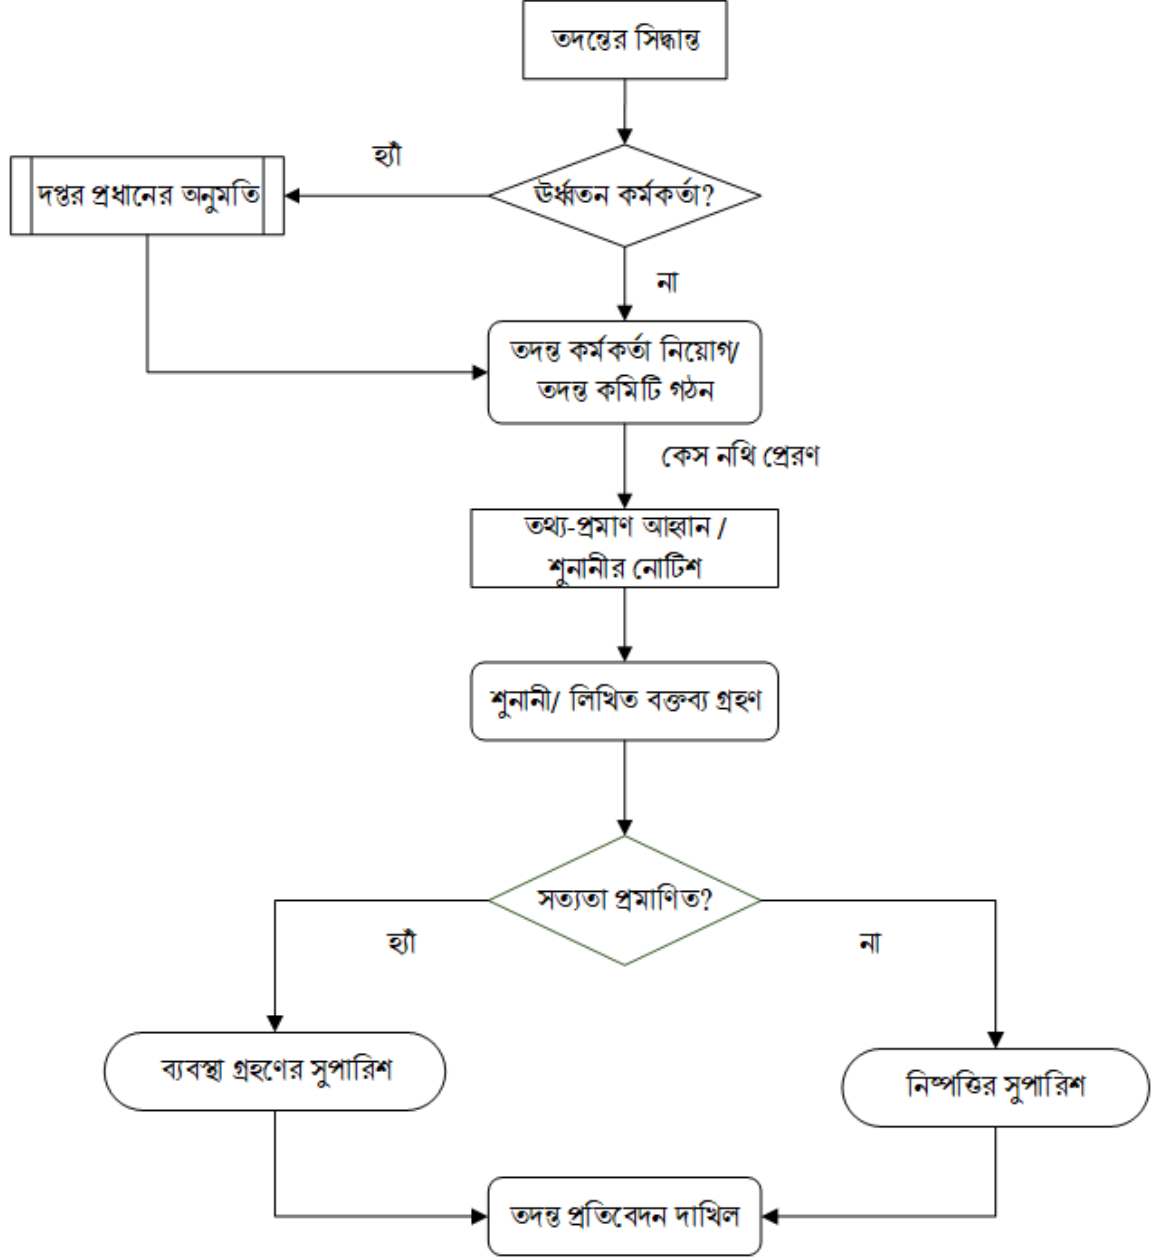 তদন্তের সিদ্ধান্ত
হ্যাঁ
দপ্তর প্রধানের অনুমতি
ঊর্ধ্বতন কর্মকর্তা?
না
তদন্ত কর্মকর্তা নিয়োগ/
তদন্ত কমিটি গঠন
কেস নথি প্রেরণ
তথ্য-প্রমাণ আহ্বান /
শুনানীর নোটিশ
শুনানী/ লিখিত বক্তব্য গ্রহণ
সত্যতা প্রমাণিত?
হ্যাঁ
না
ব্যবস্থা গ্রহণের সুপারিশ
নিষ্পত্তির সুপারিশ
তদন্ত প্রতিবেদন দাখিল